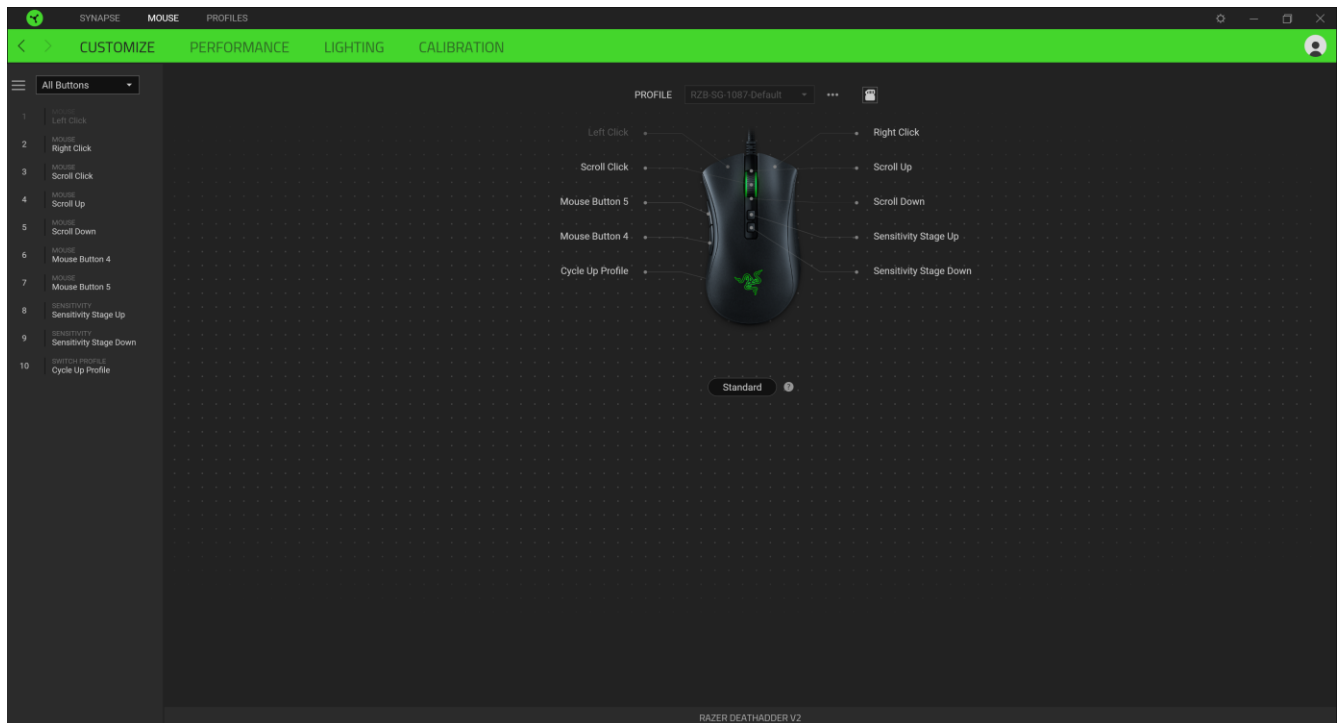 SYNAPSE MOUSE PROFILES
CUSTOMIZE PERFORMANCE LIGHTING CALIBRATION
All Buttons
1 MOUSE
Left Click
2 MOUSE
Right Click
3 MOUSE
Scroll Click
4 MOUSE
Scroll Up
5 MOUSE
Scroll Down
6 MOUSE
Mouse Button 4
7 MOUSE
Mouse Button 5
8 SENSITIVITY
Sensitivity Stage Up
9 SENSITIVITY
Sensitivity Stage Down
10 SWITCH PROFILE
Cycle Up Profile
PROFILE RZB-SG-1087-Default
Left Click Right Click
Scroll Click Scroll Up
Mouse Button 5 Scroll Down
Mouse Button 4 Sensitivity Stage Up
Cycle Up Profile Sensitivity Stage Down
Standard ?
RAZER DEATHADDER V2